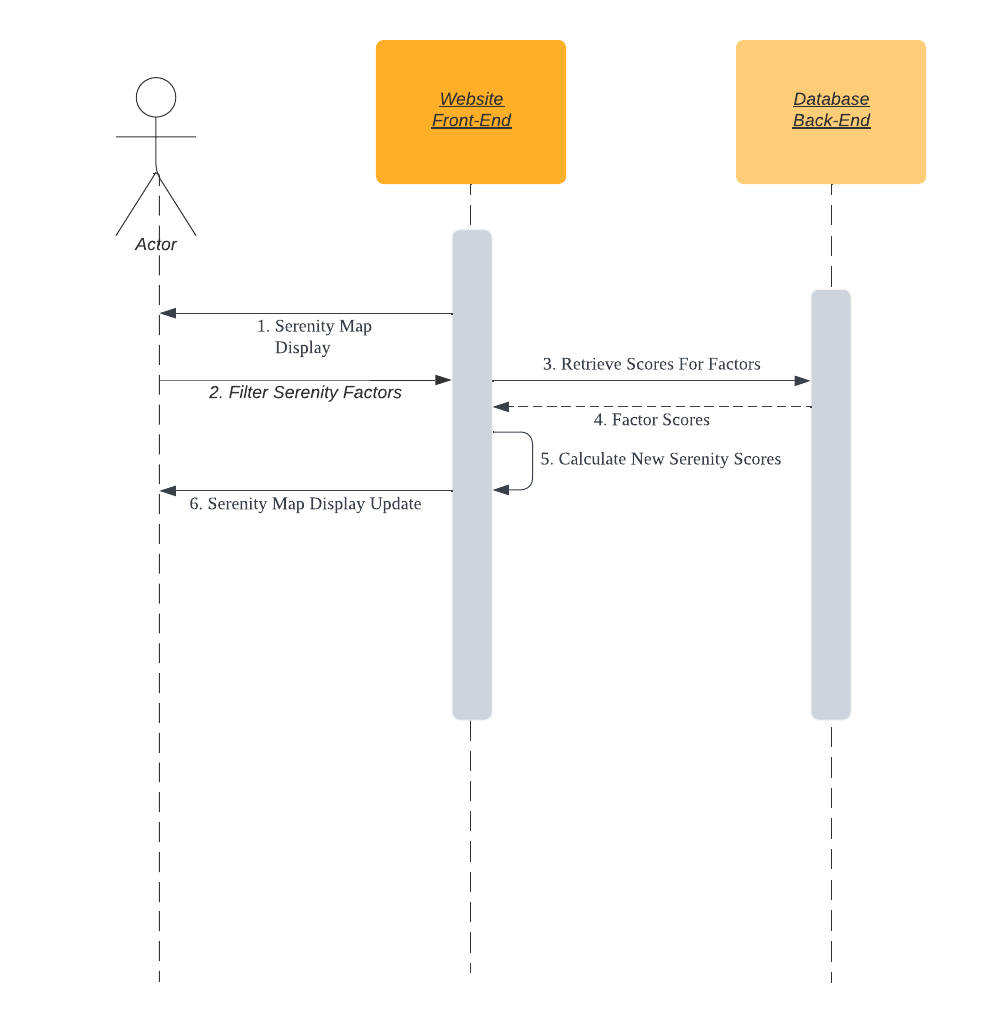 Website
Front-End
Database
Back-End
Actor
1. Serenity Map
Display
2. Filter Serenity Factors
3. Retrieve Scores For Factors
4. Factor Scores
5. Calculate New Serenity Scores
6. Serenity Map Display Update